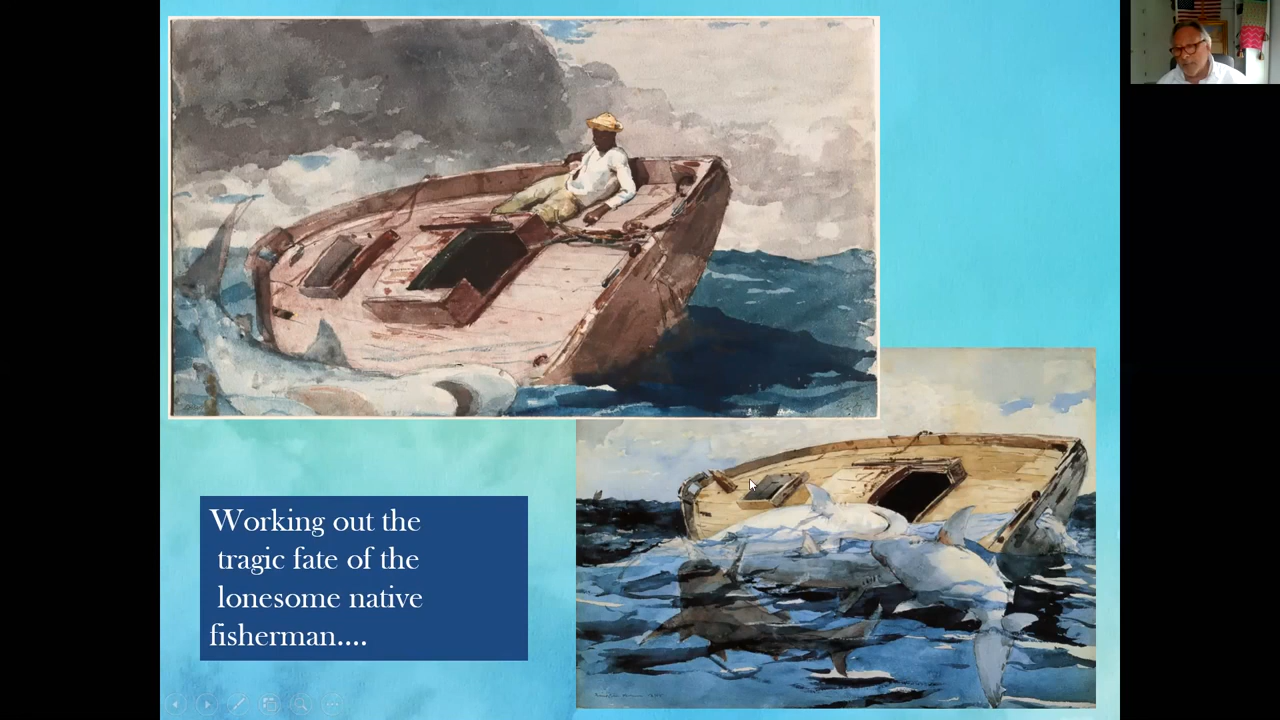 Working out the
tragic fate of the
lonesome native
fisherman....